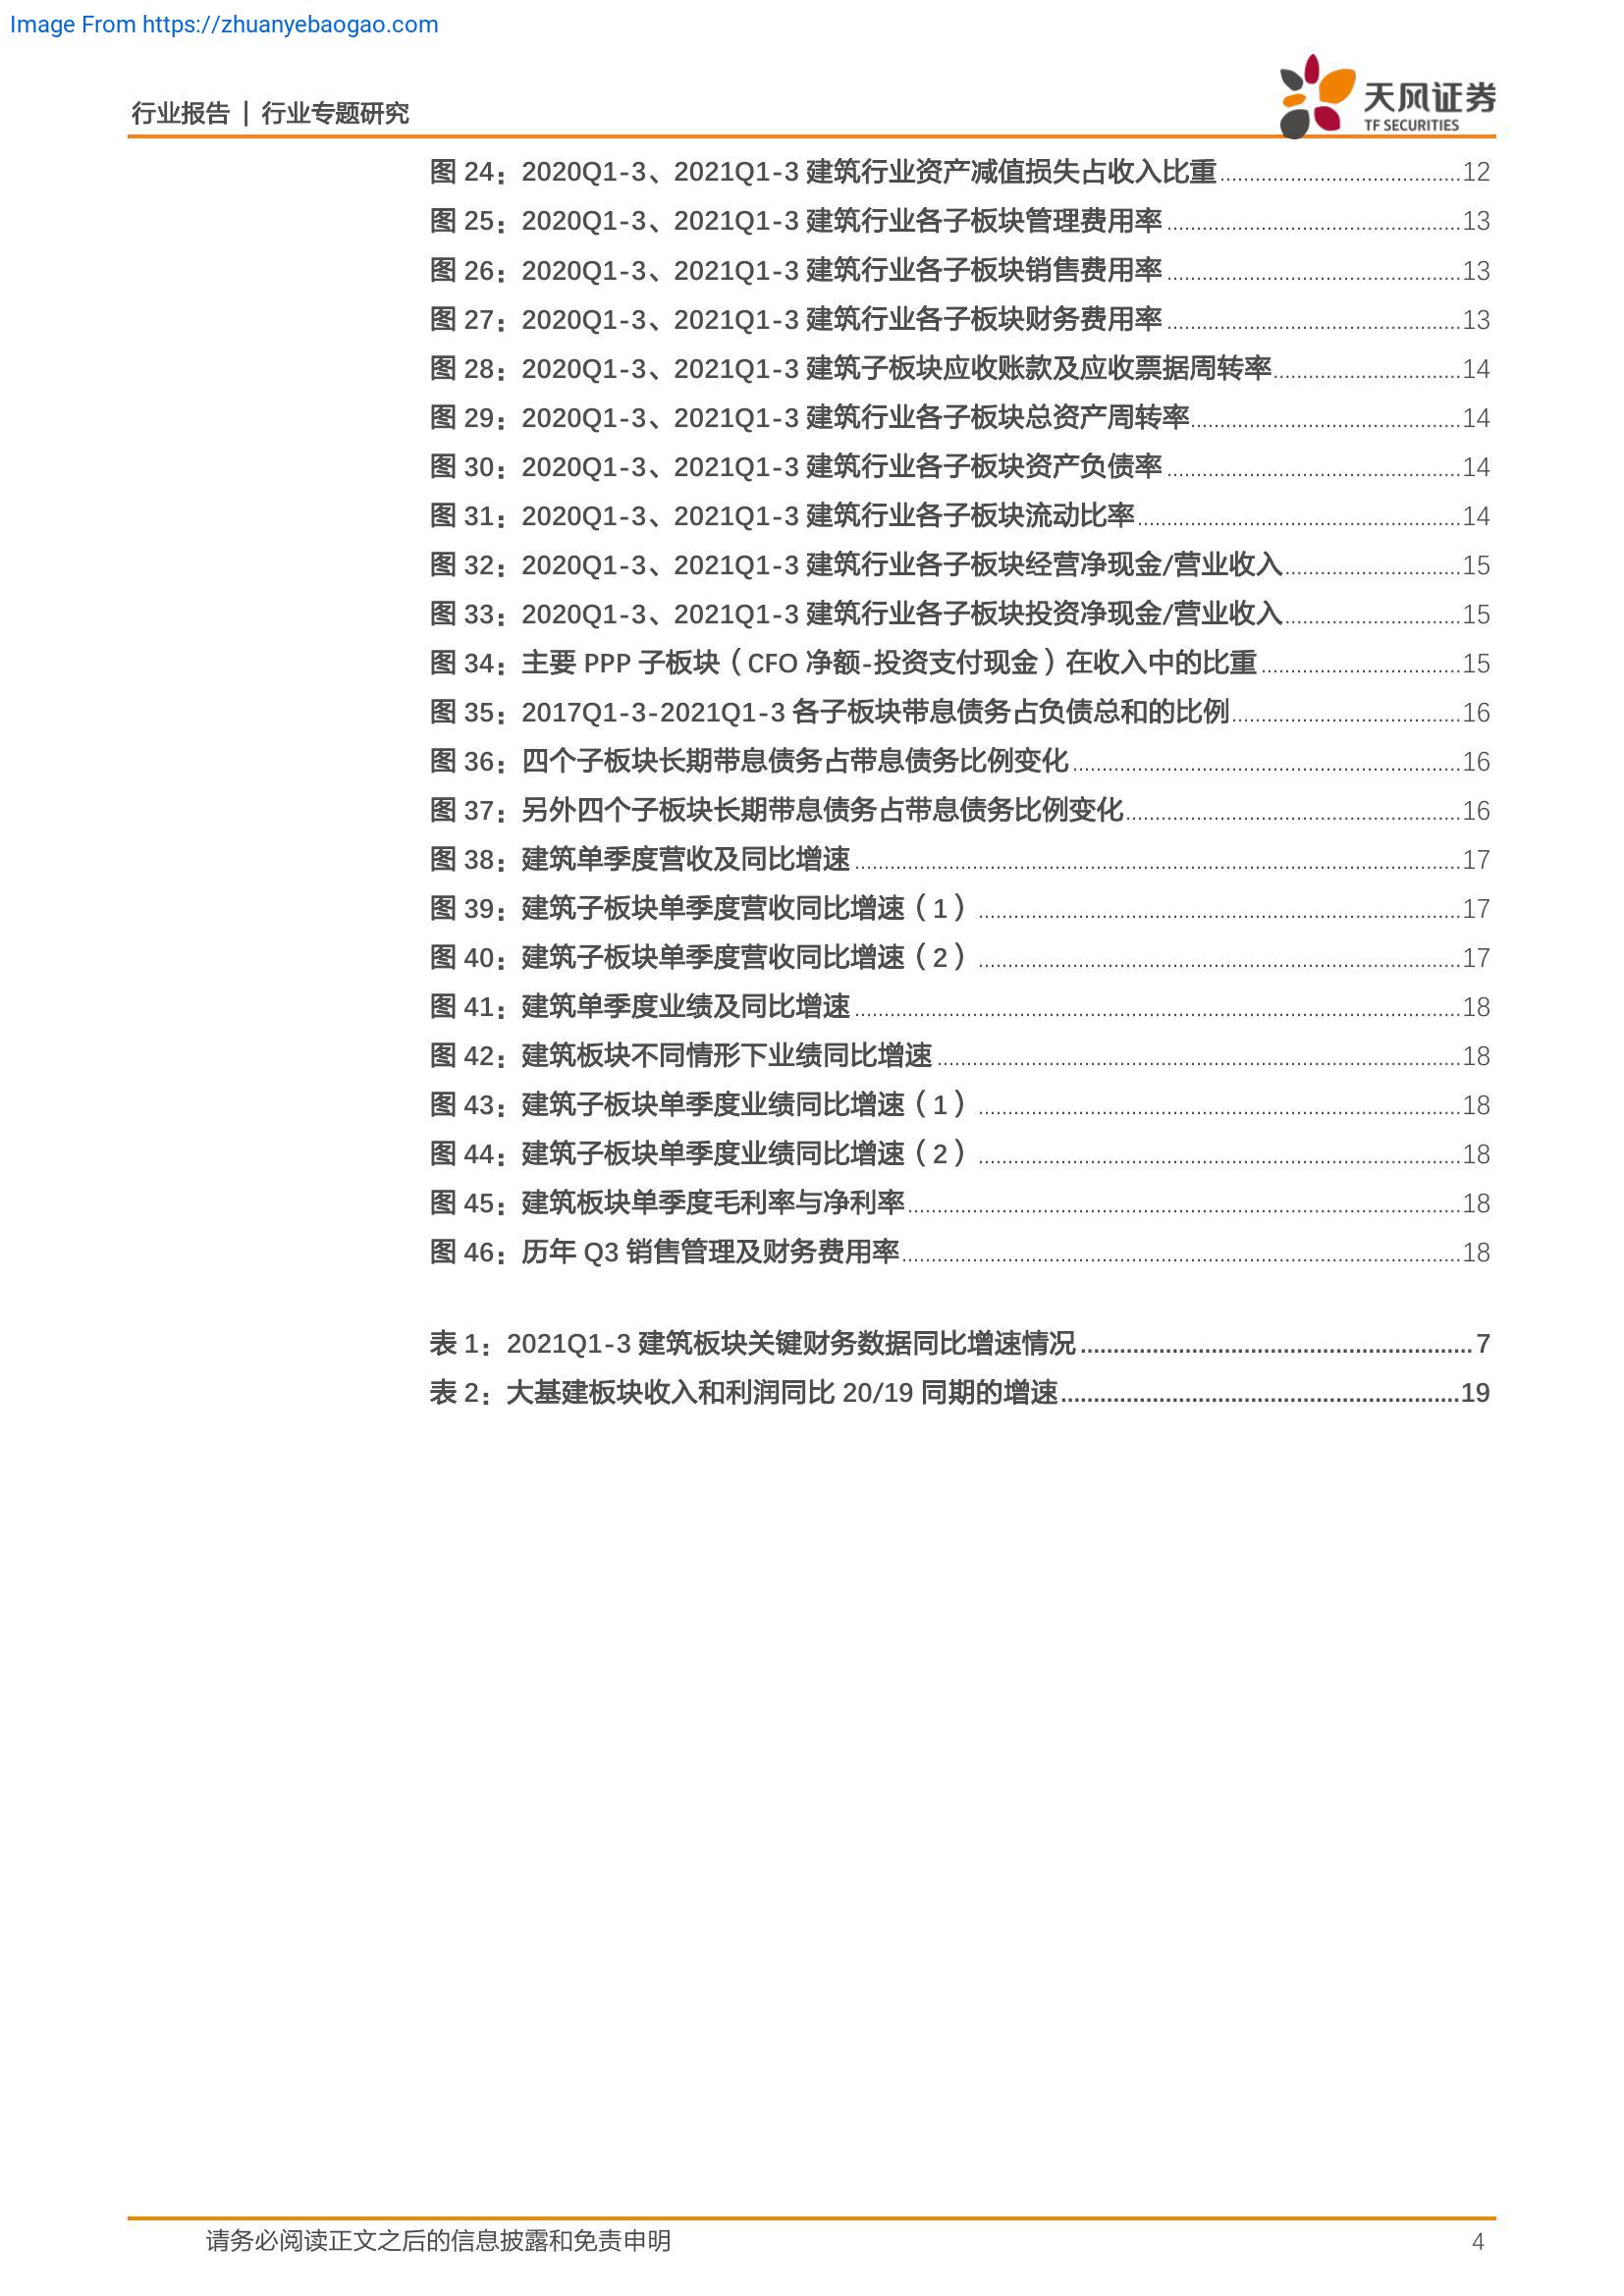 Image From https://zhuanyebaogao.com
行业报告 | 行业专题研究
天风证券
TF SECURITIES
图 24：2020Q1-3、2021Q1-3 建筑行业资产减值损失占收入比重 12
图 25：2020Q1-3、2021Q1-3 建筑行业各子板块管理费用率 13
图 26：2020Q1-3、2021Q1-3 建筑行业各子板块销售费用率 13
图 27：2020Q1-3、2021Q1-3 建筑行业各子板块财务费用率 13
图 28：2020Q1-3、2021Q1-3 建筑子板块应收账款及应收票据周转率 14
图 29：2020Q1-3、2021Q1-3 建筑行业各子板块总资产周转率 14
图 30：2020Q1-3、2021Q1-3 建筑行业各子板块资产负债率 14
图 31：2020Q1-3、2021Q1-3 建筑行业各子板块流动比率 14
图 32：2020Q1-3、2021Q1-3 建筑行业各子板块经营净现金/营业收入 15
图 33：2020Q1-3、2021Q1-3 建筑行业各子板块投资净现金/营业收入 15
图 34：主要 PPP 子板块（CFO 净额-投资支付现金）在收入中的比重 15
图 35：2017Q1-3-2021Q1-3 各子板块带息债务占负债总和的比例 16
图 36：四个子板块长期带息债务占带息债务比例变化 16
图 37：另外四个子板块长期带息债务占带息债务比例变化 16
图 38：建筑单季度营收及同比增速 17
图 39：建筑子板块单季度营收同比增速（1） 17
图 40：建筑子板块单季度营收同比增速（2） 17
图 41：建筑单季度业绩及同比增速 18
图 42：建筑板块不同情形下业绩同比增速 18
图 43：建筑子板块单季度业绩同比增速（1） 18
图 44：建筑子板块单季度业绩同比增速（2） 18
图 45：建筑板块单季度毛利率与净利率 18
图 46：历年 Q3 销售管理及财务费用率 18
表 1：2021Q1-3 建筑板块关键财务数据同比增速情况 7
表 2：大基建板块收入和利润同比 20/19 同期的增速 19
请务必阅读正文之后的信息披露和免责申明 4